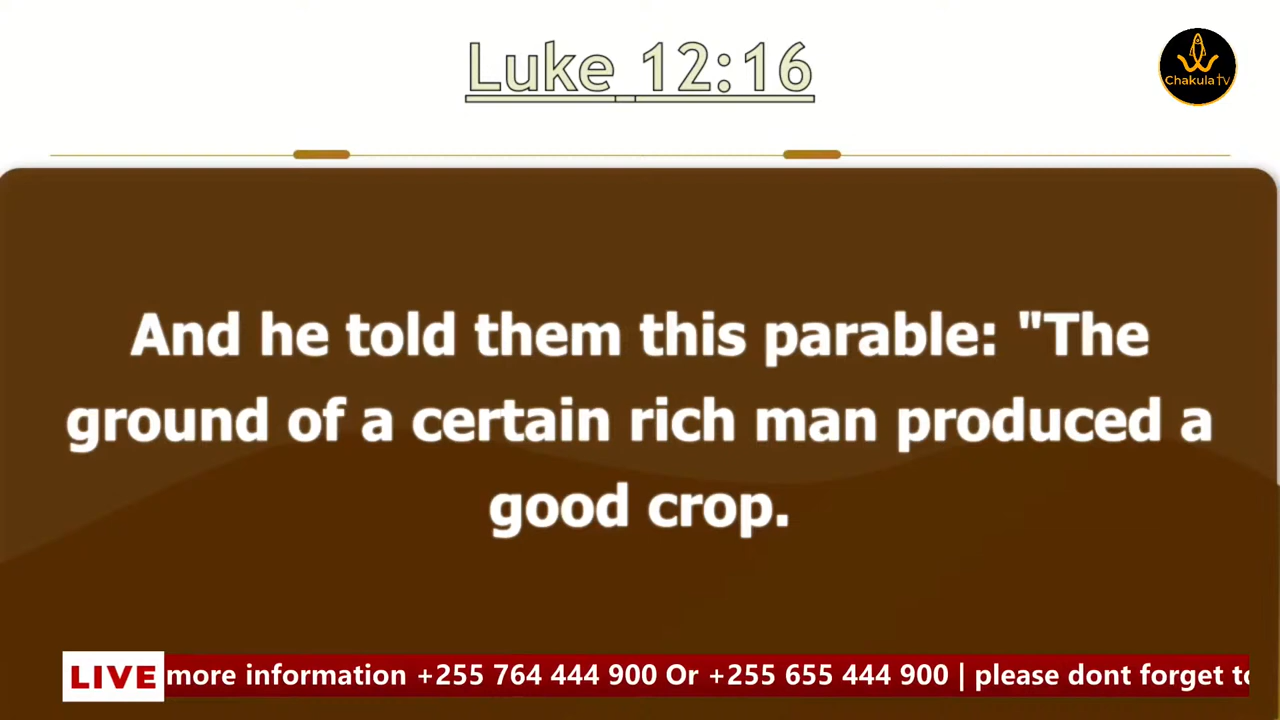 Luke 12:16
Chakula tv
And he told them this parable: "The
ground of a certain rich man produced a
good crop.
LIVE more information +255 764 444 900 Or +255 655 444 900 | please dont forget to